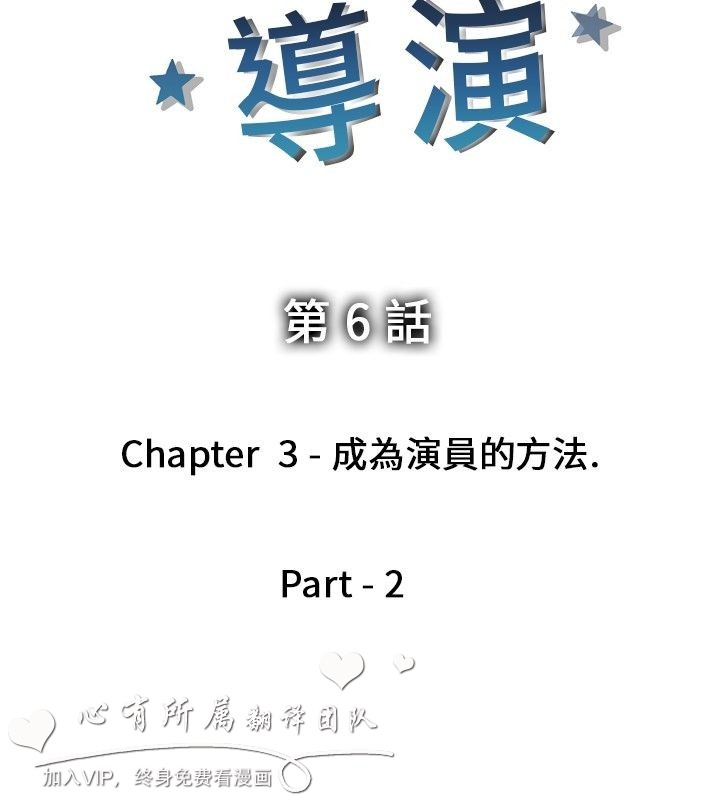 導演
第 6 話
Chapter 3 - 成為演員的方法.
Part - 2
心有所属翻译团队
加入VIP，终身免费看漫画